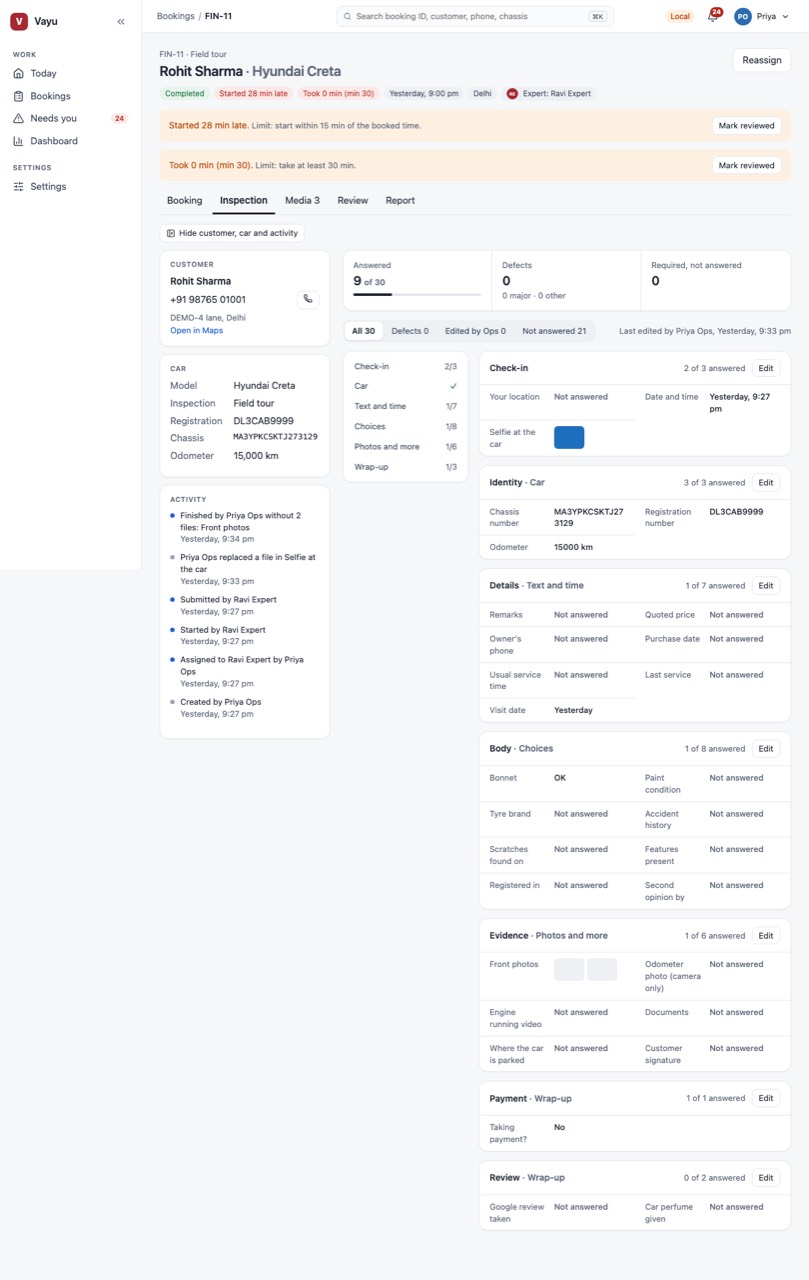 V Vayu
WORK
Today
Bookings
Needs you 24
Dashboard
SETTINGS
Settings
Bookings / FIN-11
Search booking ID, customer, phone, chassis ⌘K
Local
24
PO Priya
FIN-11 · Field tour
Rohit Sharma · Hyundai Creta
Reassign
Completed
Started 28 min late
Took 0 min (min 30)
Yesterday, 9:00 pm
Delhi
RE Expert: Ravi Expert
Started 28 min late. Limit: start within 15 min of the booked time.
Mark reviewed
Took 0 min (min 30). Limit: take at least 30 min.
Mark reviewed
Booking
Inspection
Media 3
Review
Report
Hide customer, car and activity
CUSTOMER
Rohit Sharma
+91 98765 01001
DEMO-4 lane, Delhi
Open in Maps
CAR
Model Hyundai Creta
Inspection Field tour
Registration DL3CAB9999
Chassis MA3YPKCSKTJ273129
Odometer 15,000 km
ACTIVITY
Finished by Priya Ops without 2
files: Front photos
Yesterday, 9:34 pm
Priya Ops replaced a file in Selfie at
the car
Yesterday, 9:33 pm
Submitted by Ravi Expert
Yesterday, 9:27 pm
Started by Ravi Expert
Yesterday, 9:27 pm
Assigned to Ravi Expert by Priya
Ops
Yesterday, 9:27 pm
Created by Priya Ops
Yesterday, 9:27 pm
Answered
9 of 30
Defects
0
0 major · 0 other
Required, not answered
0
All 30
Defects 0
Edited by Ops 0
Not answered 21
Last edited by Priya Ops, Yesterday, 9:33 pm
Check-in 2/3
Car
Text and time 1/7
Choices 1/8
Photos and more 1/6
Wrap-up 1/3
Check-in
2 of 3 answered
Edit
Your location Not answered
Date and time Yesterday, 9:27
pm
Selfie at the
car
Identity · Car
3 of 3 answered
Edit
Chassis MA3YPKCSKTJ27
number 3129
Registration DL3CAB9999
number
Odometer 15000 km
Details · Text and time
1 of 7 answered
Edit
Remarks Not answered
Quoted price Not answered
Owner's Not answered
phone
Purchase date Not answered
Usual service Not answered
time
Last service Not answered
Visit date Yesterday
Body · Choices
1 of 8 answered
Edit
Bonnet OK
Paint Not answered
condition
Tyre brand Not answered
Accident Not answered
history
Scratches Not answered
found on
Features Not answered
present
Registered in Not answered
Second Not answered
opinion by
Evidence · Photos and more
1 of 6 answered
Edit
Front photos
Odometer Not answered
photo (camera
only)
Engine Not answered
running video
Documents Not answered
Where the car Not answered
is parked
Customer Not answered
signature
Payment · Wrap-up
1 of 1 answered
Edit
Taking No
payment?
Review · Wrap-up
0 of 2 answered
Edit
Google review Not answered
taken
Car perfume Not answered
given